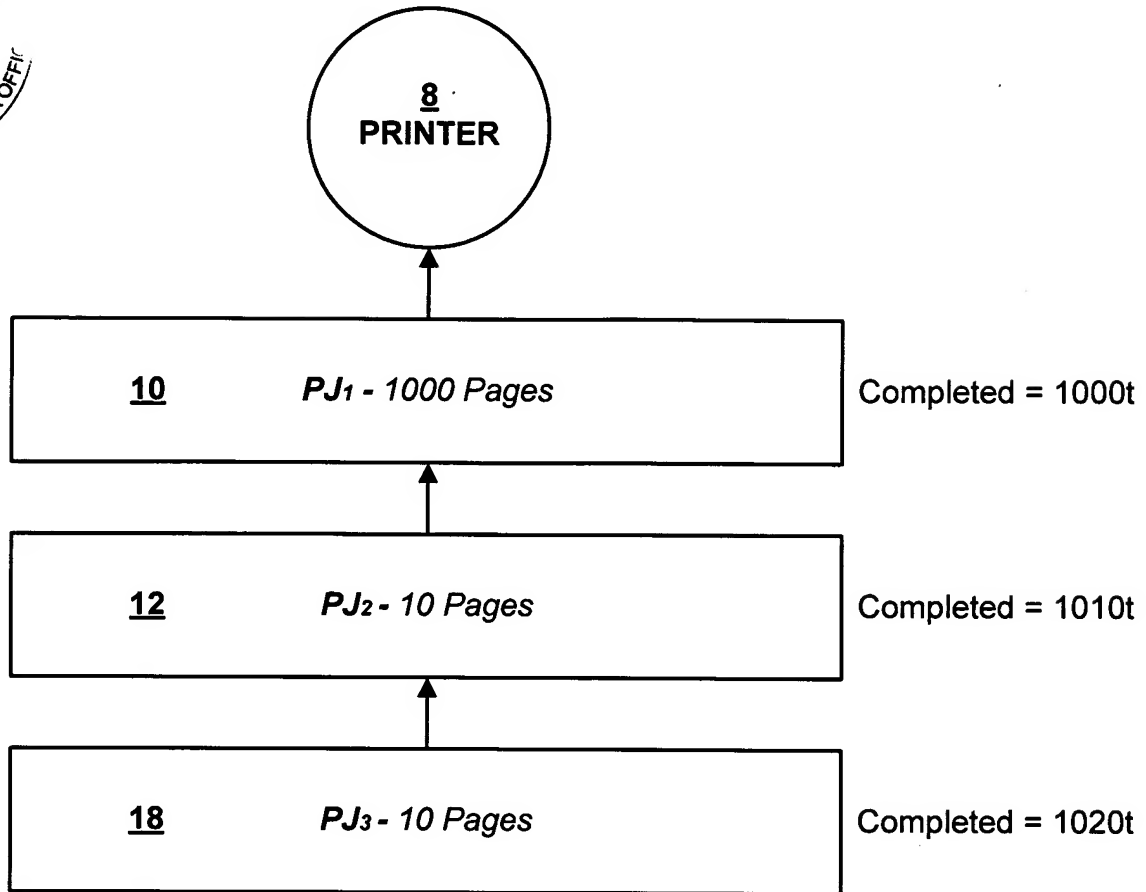 8
PRINTER
10 PJ1 - 1000 Pages Completed = 1000t
12 PJ2 - 10 Pages Completed = 1010t
18 PJ3 - 10 Pages Completed = 1020t